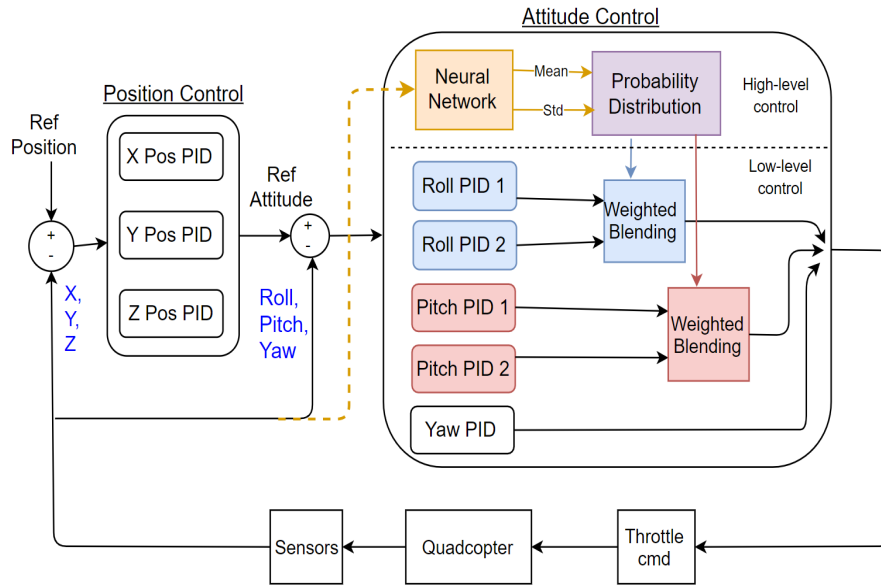 Attitude Control
Position Control
Ref
Position
X Pos PID
Y Pos PID
Z Pos PID
+
-
X,
Y,
Z
Ref
Attitude
+
-
Roll,
Pitch,
Yaw
Neural
Network
Mean
Std
Probability
Distribution
High-level
control
Low-level
control
Roll PID 1
Roll PID 2
Weighted
Blending
Pitch PID 1
Pitch PID 2
Weighted
Blending
Yaw PID
Sensors
Quadcopter
Throttle
cmd